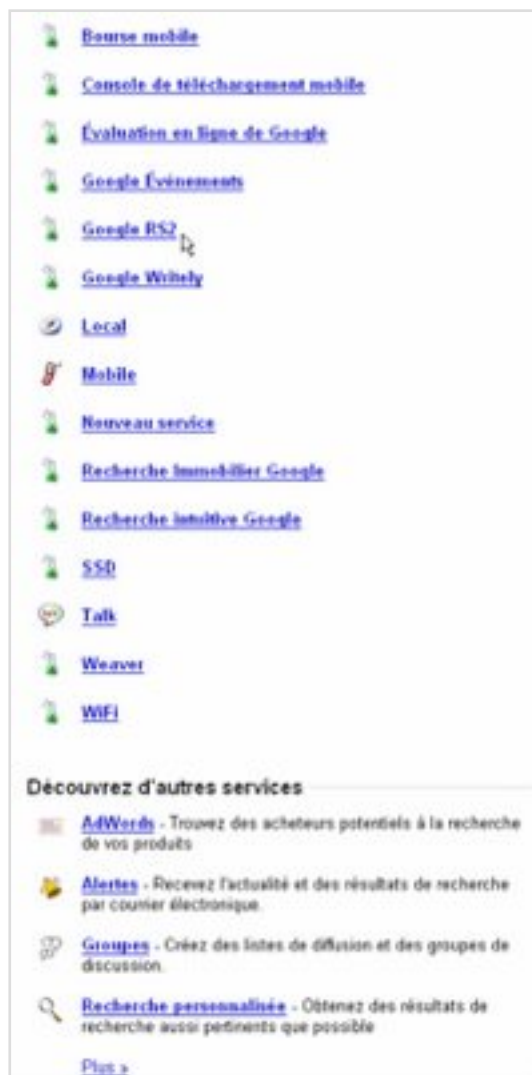 Bourse mobile
Console de téléchargement mobile
Évaluation en ligne de Google
Google Événements
Google RS2
Google Writely
Local
Mobile
Nouveau service
Recherche Immobilier Google
Recherche intuitive Google
SSD
Talk
Weaver
WiFi
Découvrez d'autres services
AdWords - Trouvez des acheteurs potentiels à la recherche
de vos produits
Alertes - Recevez l'actualité et des résultats de recherche
par courrier électronique.
Groupes - Créez des listes de diffusion et des groupes de
discussion.
Recherche personnalisée - Obtenez des résultats de
recherche aussi pertinents que possible
Plus »